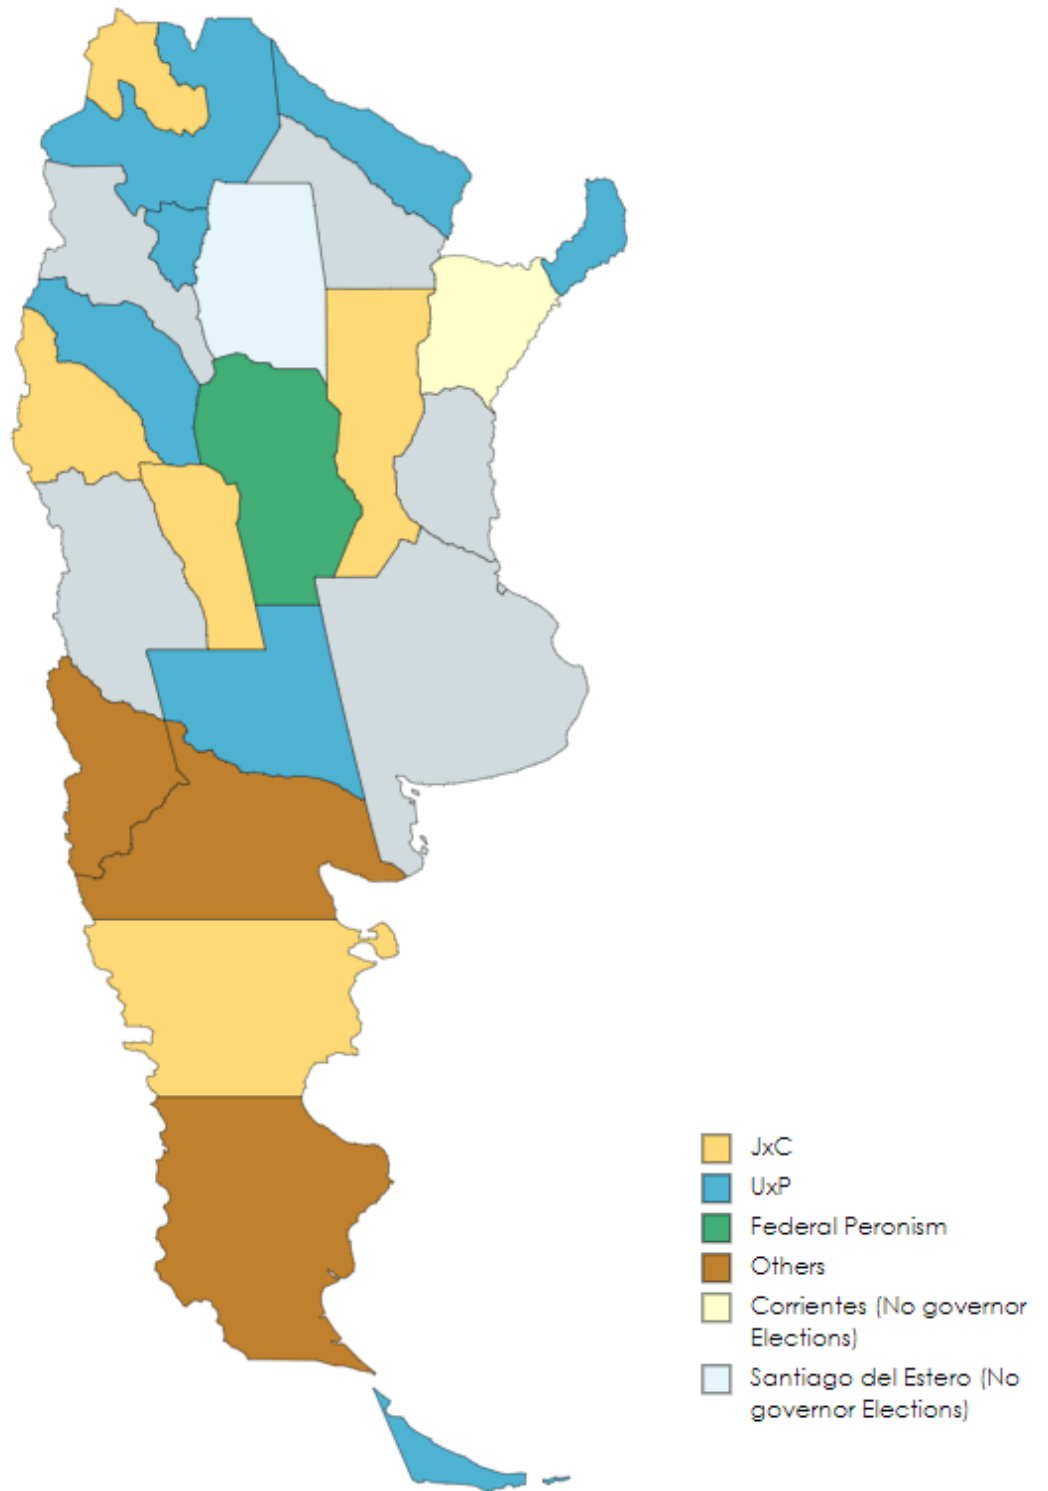 JxC
UxP
Federal Peronism
Others
Corrientes (No governor
Elections)
Santiago del Estero (No
governor Elections)